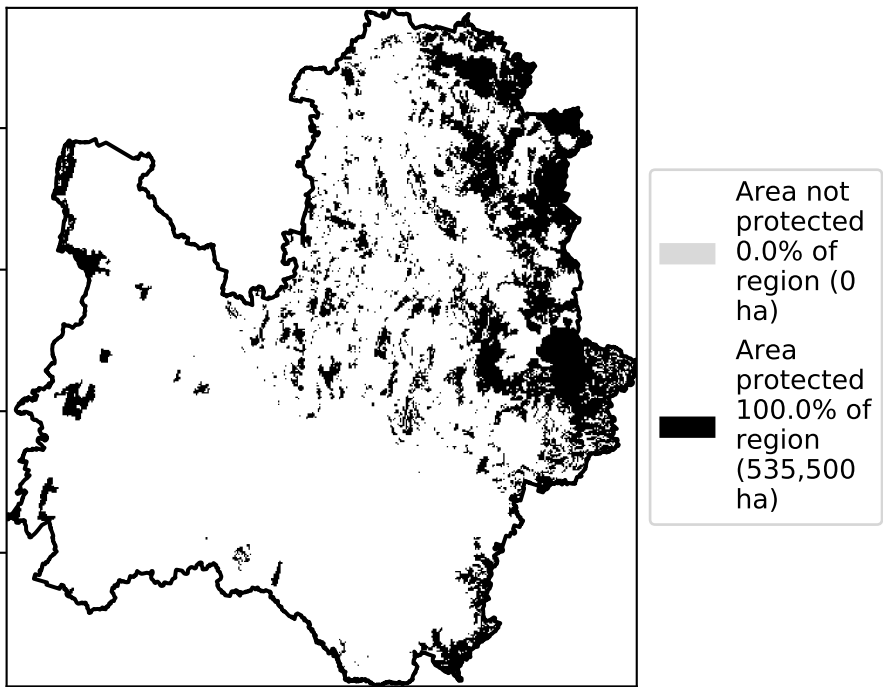 Area not
protected
0.0% of
region (0
ha)
Area
protected
100.0% of
region
(535,500
ha)